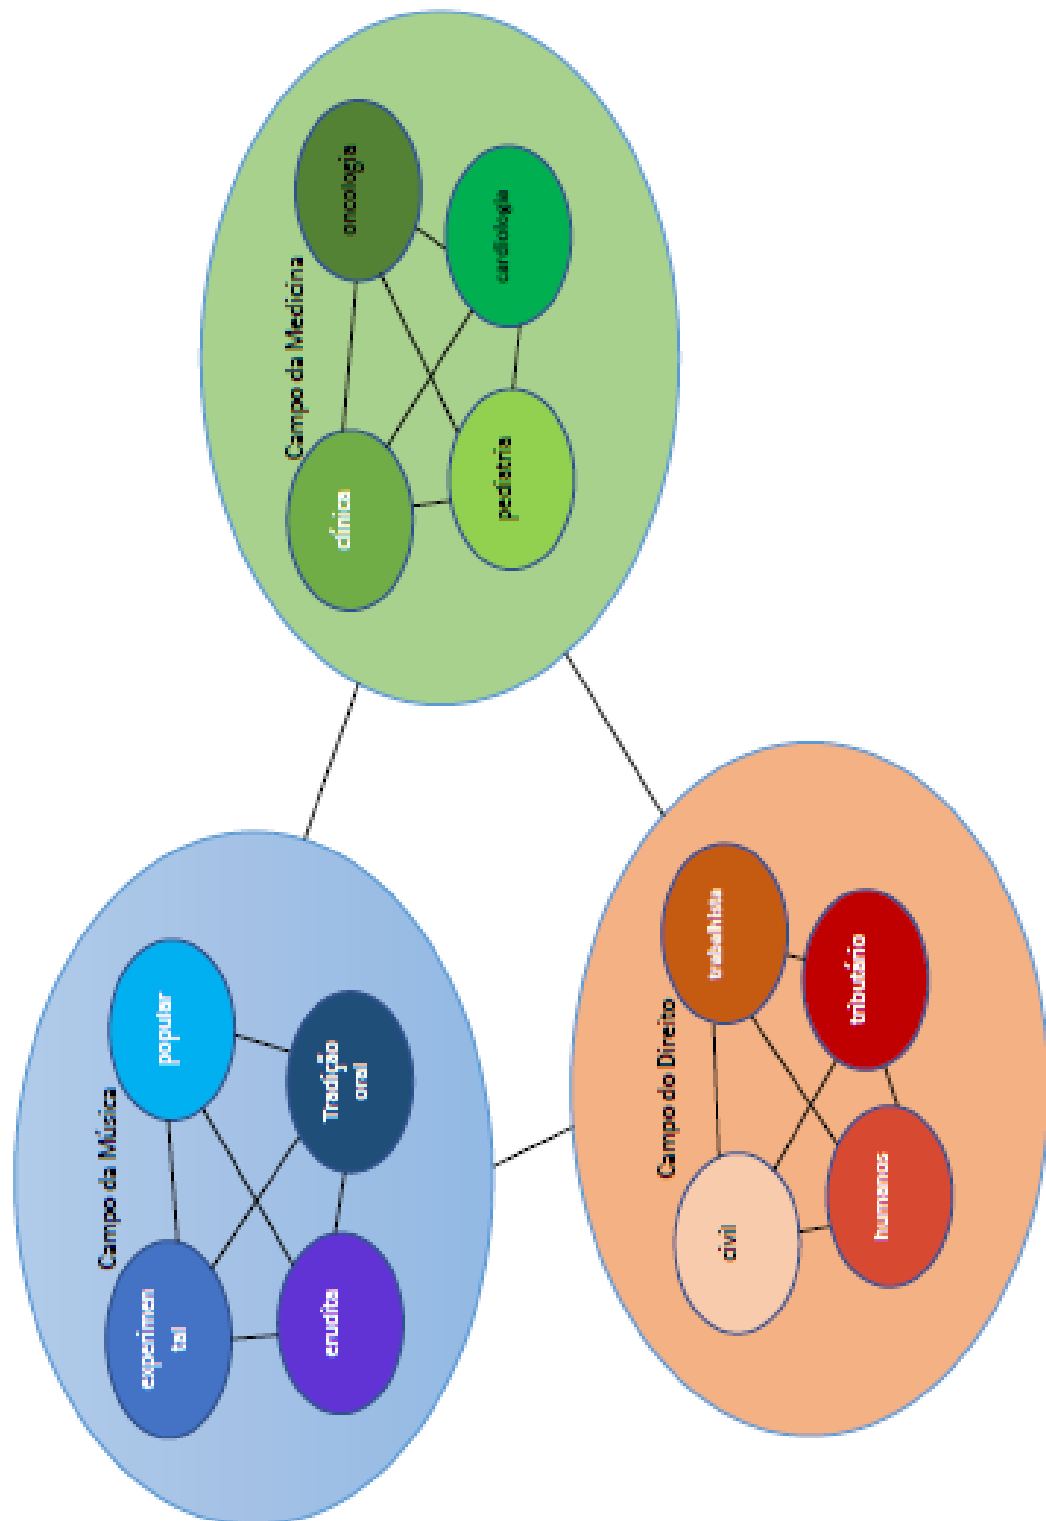 Campo da Música
experimen
tal
popular
erudita
Tradição
oral
Campo da Medicina
clínica
oncologia
pediatria
cardiologia
Campo do Direito
civil
trabalhista
humanos
tributário